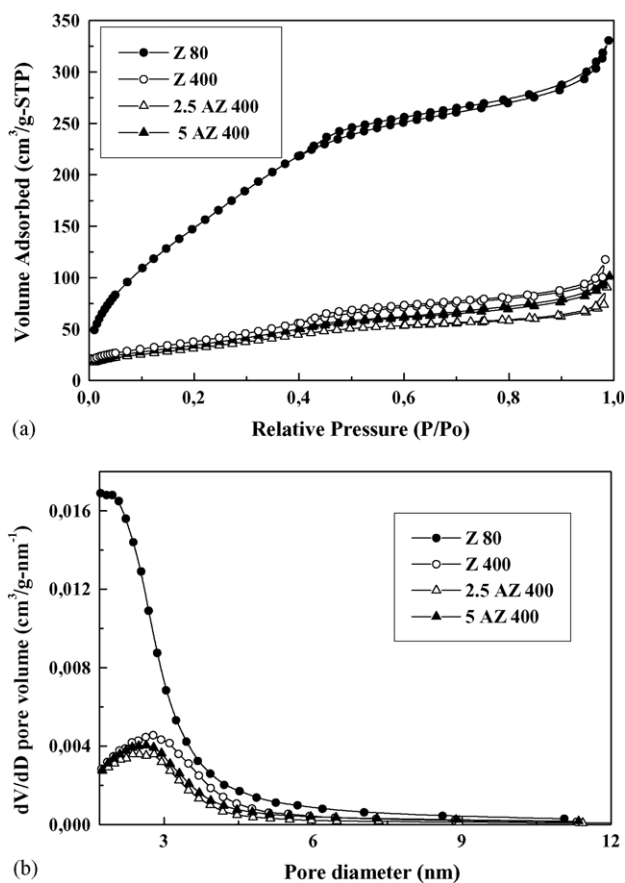 350
300
250
200
150
100
50
0
Volume Adsorbed (cm³/g-STP)
Z 80
Z 400
2.5 AZ 400
5 AZ 400
0,0 0,2 0,4 0,6 0,8 1,0
Relative Pressure (P/Po)
(a)
0,016
0,012
0,008
0,004
0,000
dV/dD pore volume (cm³/g-nm⁻¹)
Z 80
Z 400
2.5 AZ 400
5 AZ 400
3 6 9 12
Pore diameter (nm)
(b)